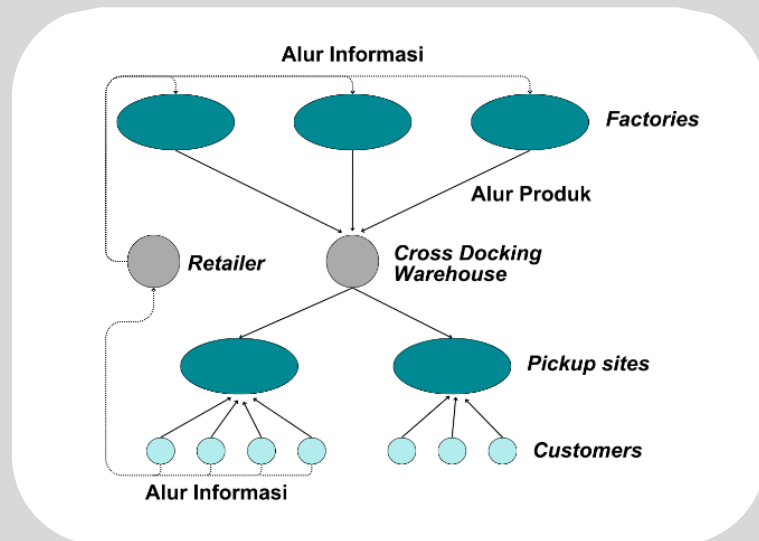 Alur Informasi
Factories
Alur Produk
Retailer
Cross Docking
Warehouse
Pickup sites
Customers
Alur Informasi